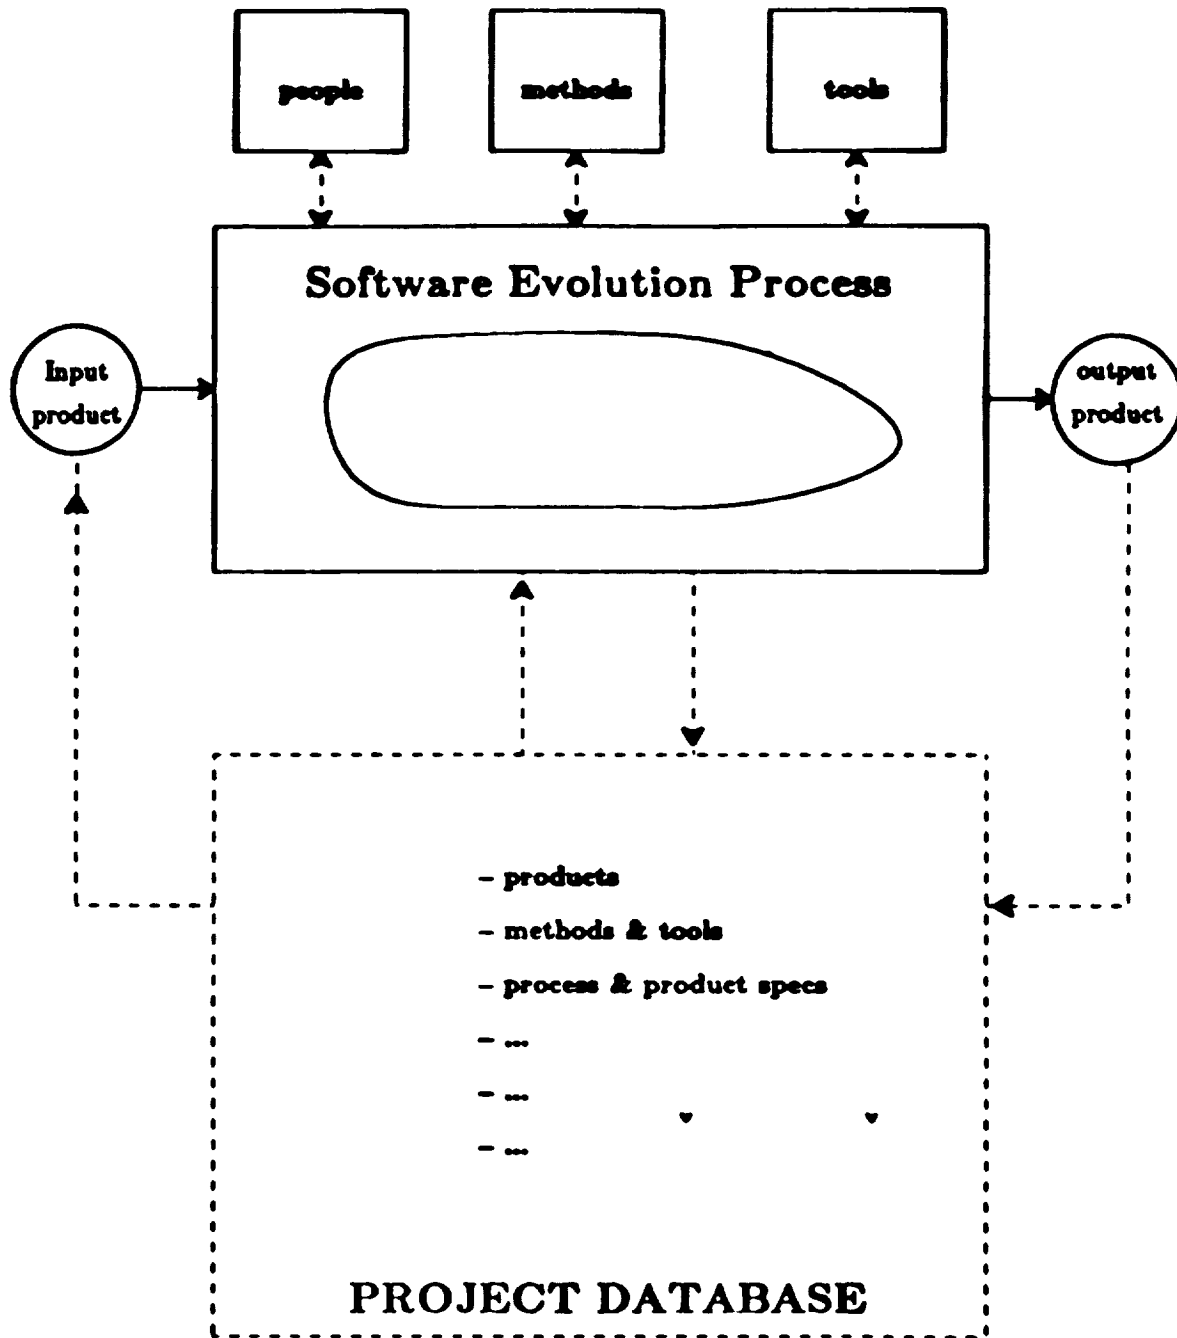 people
methods
tools
Software Evolution Process
Input
product
output
product
- products
- methods & tools
- process & product specs
- ...
- ...
- ...
PROJECT DATABASE